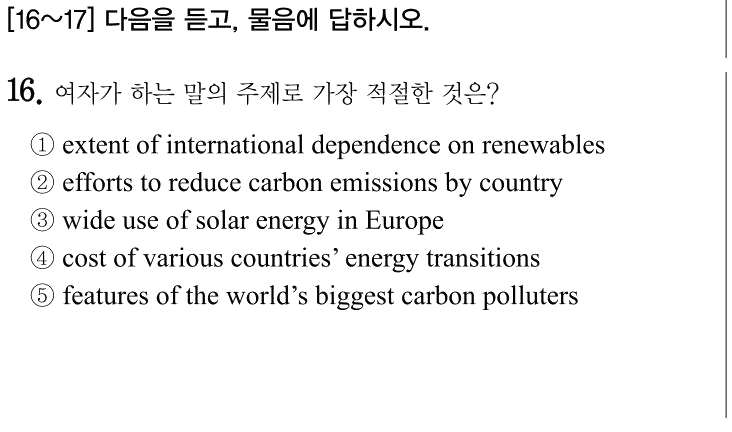 [16～17] 다음을 듣고, 물음에 답하시오.
16. 여자가 하는 말의 주제로 가장 적절한 것은?
① extent of international dependence on renewables
② efforts to reduce carbon emissions by country
③ wide use of solar energy in Europe
④ cost of various countries’ energy transitions
⑤ features of the world’s biggest carbon polluters